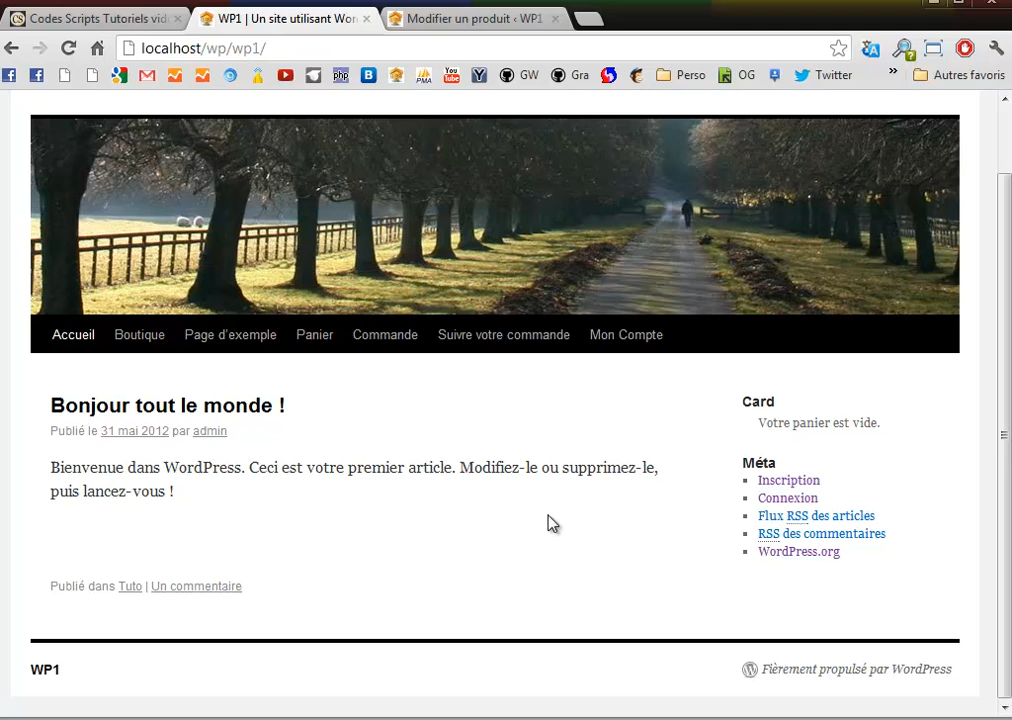 Codes Scripts Tutoriels vid
WP1 | Un site utilisant Wor
Modifier un produit ‹ WP1
localhost/wp/wp1/
php
B
PMA
You Tube
Y
GW
Gra
Perso
OG
Twitter
»
Autres favoris
Accueil
Boutique
Page d'exemple
Panier
Commande
Suivre votre commande
Mon Compte
Bonjour tout le monde !
Publié le 31 mai 2012 par admin
Bienvenue dans WordPress. Ceci est votre premier article. Modifiez-le ou supprimez-le,
puis lancez-vous !
Publié dans Tuto | Un commentaire
Card
Votre panier est vide.
Méta
Inscription
Connexion
Flux RSS des articles
RSS des commentaires
WordPress.org
WP1
Fièrement propulsé par WordPress